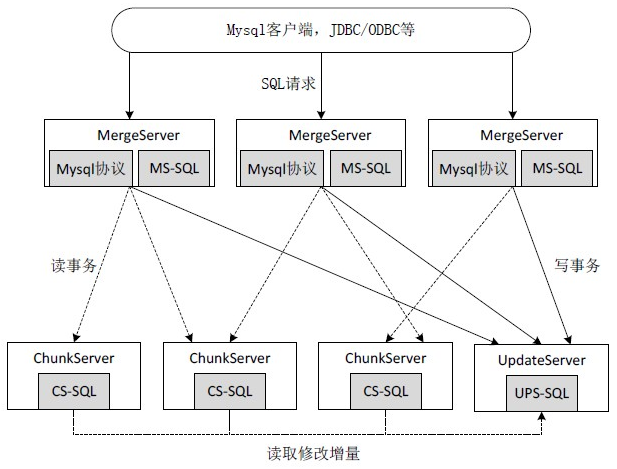 Mysql客户端，JDBC/ODBC等
SQL请求
MergeServer
Mysql协议
MS-SQL
MergeServer
Mysql协议
MS-SQL
MergeServer
Mysql协议
MS-SQL
读事务
写事务
ChunkServer
CS-SQL
ChunkServer
CS-SQL
ChunkServer
CS-SQL
UpdateServer
UPS-SQL
读取修改增量